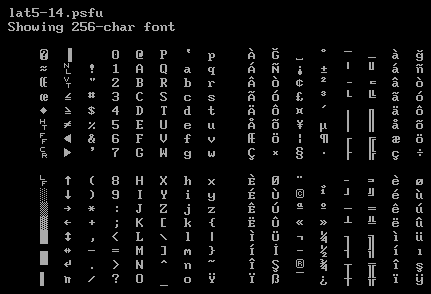 lat5-14.psfu
Showing 256-char font
0 @ P ‛ p À Ğ ˘ ° à ğ
≈ ␋ ! 1 A Q a q Á Ñ ¡ ± á ñ
Œ " 2 B R b r Â Ò ¢ ² â ò
œ ≤ # 3 C S c s Ã Ó £ ³ ã ó
◆ ≥ $ 4 D T d t Ä Ô ¤ ä ô
≠ % 5 E U e u Å Õ ¥ µ å õ
◀ & 6 F V f v Æ Ö ¦ ¶ æ ö
▶ ' 7 G W g w Ç × § · ç ÷
↑ ( 8 H X h x È Ø è ø
↓ ) 9 I Y i y É Ù © é ù
→ * : J Z j z Ê Ú ª º ê ú
← + ; K [ k { Ë Û « » ë û
↕ , < L \ l | Ì Ü ¬ ¼ ì ü
- = M ] m } Í İ ½ í ı
↵ . > N ^ n ~ Î Ş ® ¾ î ş
π / ? O _ o Ÿ Ï ß ¿ ï ÿ